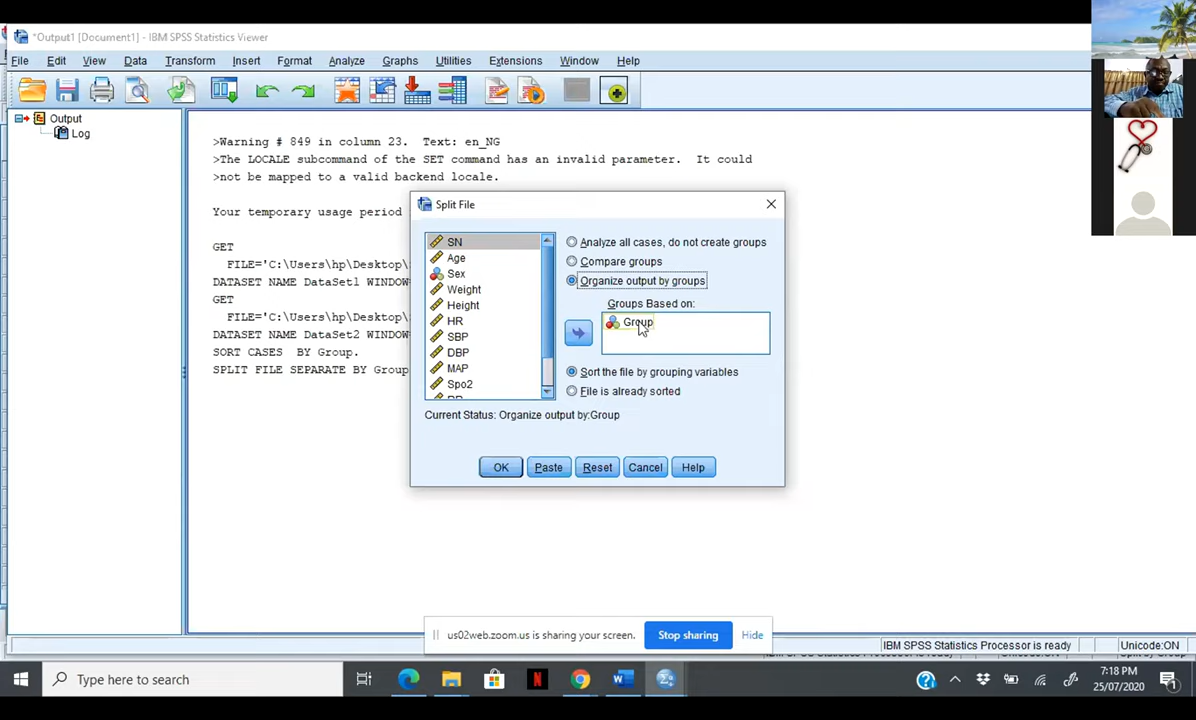 *Output1 [Document1] - IBM SPSS Statistics Viewer
File Edit View Data Transform Insert Format Analyze Graphs Utilities Extensions Window Help
Output
Log
>Warning # 849 in column 23.  Text: en_NG
>The LOCALE subcommand of the SET command has an invalid parameter.  It could
>not be mapped to a valid backend locale.
Your temporary usage period
GET
FILE='C:\Users\hp\Desktop\
DATASET NAME DataSet1 WINDOW
GET
FILE='C:\Users\hp\Desktop\
DATASET NAME DataSet2 WINDOW
SORT CASES  BY Group.
SPLIT FILE SEPARATE BY Group
Split File
SN
Age
Sex
Weight
Height
HR
SBP
DBP
MAP
Spo2
Analyze all cases, do not create groups
Compare groups
Organize output by groups
Groups Based on:
Group
Sort the file by grouping variables
File is already sorted
Current Status: Organize output by:Group
OK Paste Reset Cancel Help
us02web.zoom.us is sharing your screen. Stop sharing Hide
IBM SPSS Statistics Processor is ready Unicode:ON
Type here to search
7:18 PM
25/07/2020